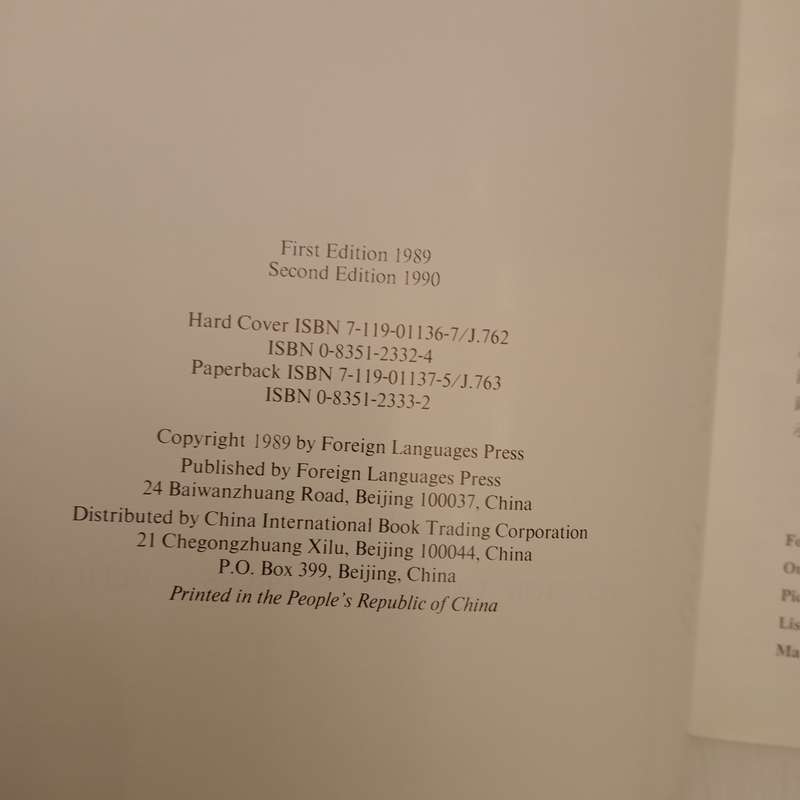 First Edition 1989
Second Edition 1990
Hard Cover ISBN 7-119-01136-7/J.762
ISBN 0-8351-2332-4
Paperback ISBN 7-119-01137-5/J.763
ISBN 0-8351-2333-2
Copyright 1989 by Foreign Languages Press
Published by Foreign Languages Press
24 Baiwanzhuang Road, Beijing 100037, China
Distributed by China International Book Trading Corporation
21 Chegongzhuang Xilu, Beijing 100044, China
P.O. Box 399, Beijing, China
Printed in the People's Republic of China